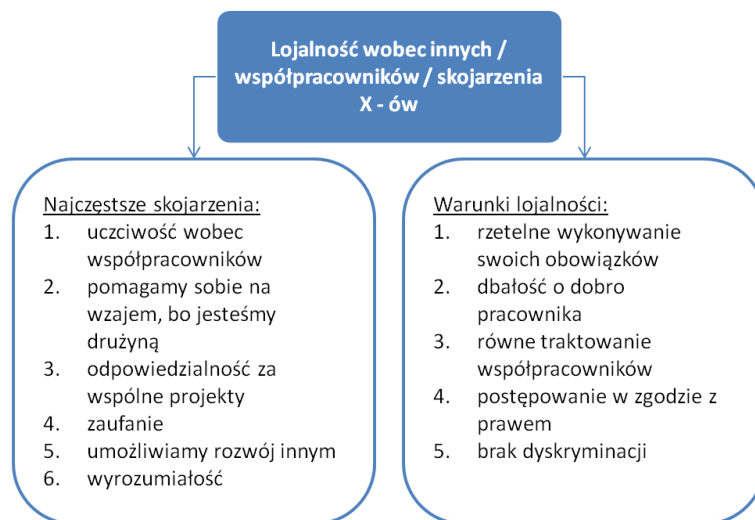 Lojalność wobec innych /
współpracowników / skojarzenia
X - ów
Najczęstsze skojarzenia:
1. uczciwość wobec
współpracowników
2. pomagamy sobie na
wzajem, bo jesteśmy
drużyną
3. odpowiedzialność za
wspólne projekty
4. zaufanie
5. umożliwiamy rozwój innym
6. wyrozumiałość
Warunki lojalności:
1. rzetelne wykonywanie
swoich obowiązków
2. dbałość o dobro
pracownika
3. równe traktowanie
współpracowników
4. postępowanie w zgodzie z
prawem
5. brak dyskryminacji